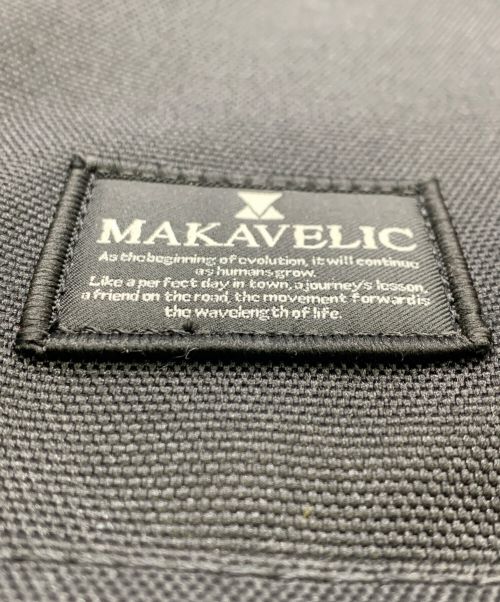 MAKAVELIC
As the beginning of evolution, it will continue
as humans grow.
Like a perfect day in town, a journey's lesson,
a friend on the road, the movement forward is
the wavelength of life.